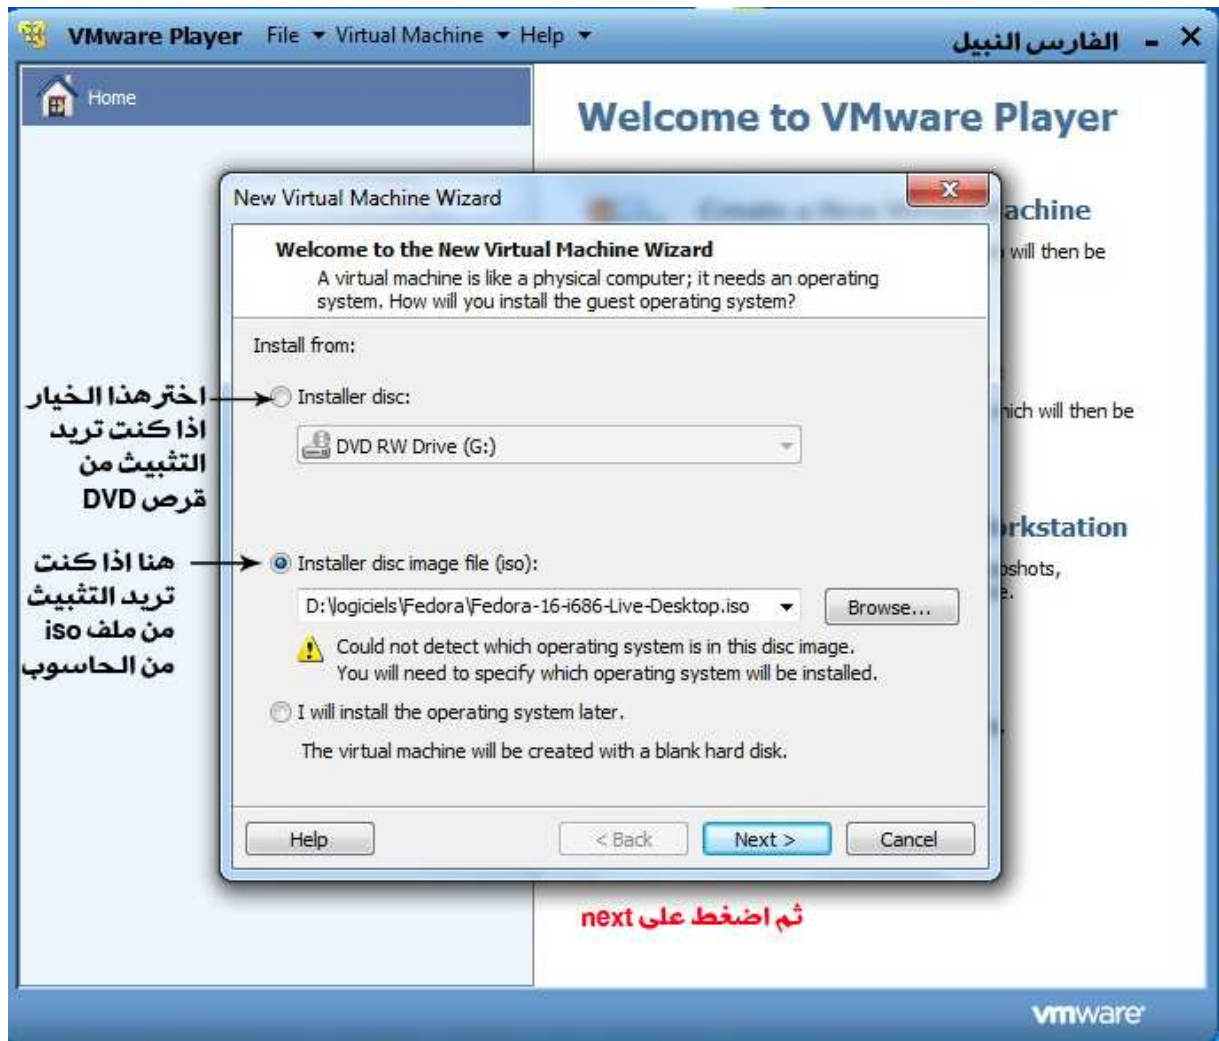 VMware Player File Virtual Machine Help الفارس النبيل
Home
Welcome to VMware Player
New Virtual Machine Wizard
achine
Welcome to the New Virtual Machine Wizard
will then be
A virtual machine is like a physical computer; it needs an operating
system. How will you install the guest operating system?
Install from:
اختر هذا الخيار
اذا كنت تريد
التثبيث من
قرص DVD
Installer disc:
will then be
DVD RW Drive (G:)
rkstation
هنا اذا كنت
تريد التثبيث
من ملف iso
من الحاسوب
Installer disc image file (iso):
D:\logiciels\Fedora\Fedora-16-i686-Live-Desktop.iso Browse...
Could not detect which operating system is in this disc image.
You will need to specify which operating system will be installed.
I will install the operating system later.
The virtual machine will be created with a blank hard disk.
Help < Back Next > Cancel
ثم اضغط على next
vmware